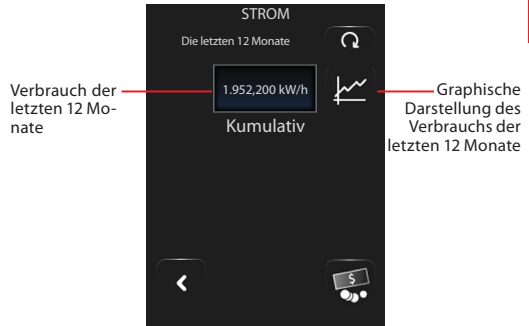 STROM
Die letzten 12 Monate
1.952,200 kW/h
Kumulativ
Verbrauch der
letzten 12 Mo-
nate
Graphische
Darstellung des
Verbrauchs der
letzten 12 Monate
$